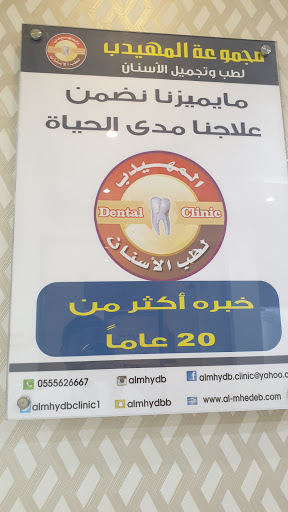 مجموعة المهيدب
لطب وتجميل الأسنان
مايميزنا نضمن
علاجنا مدى الحياة
المهيدب
Dental Clinic
لطب الأسنان
خبره أكثر من
20 عاماً
0555626667 almhydb almhydb.clinic@yahoo.c
almhydbclinic1 almhydbb www.al-mhedeb.com